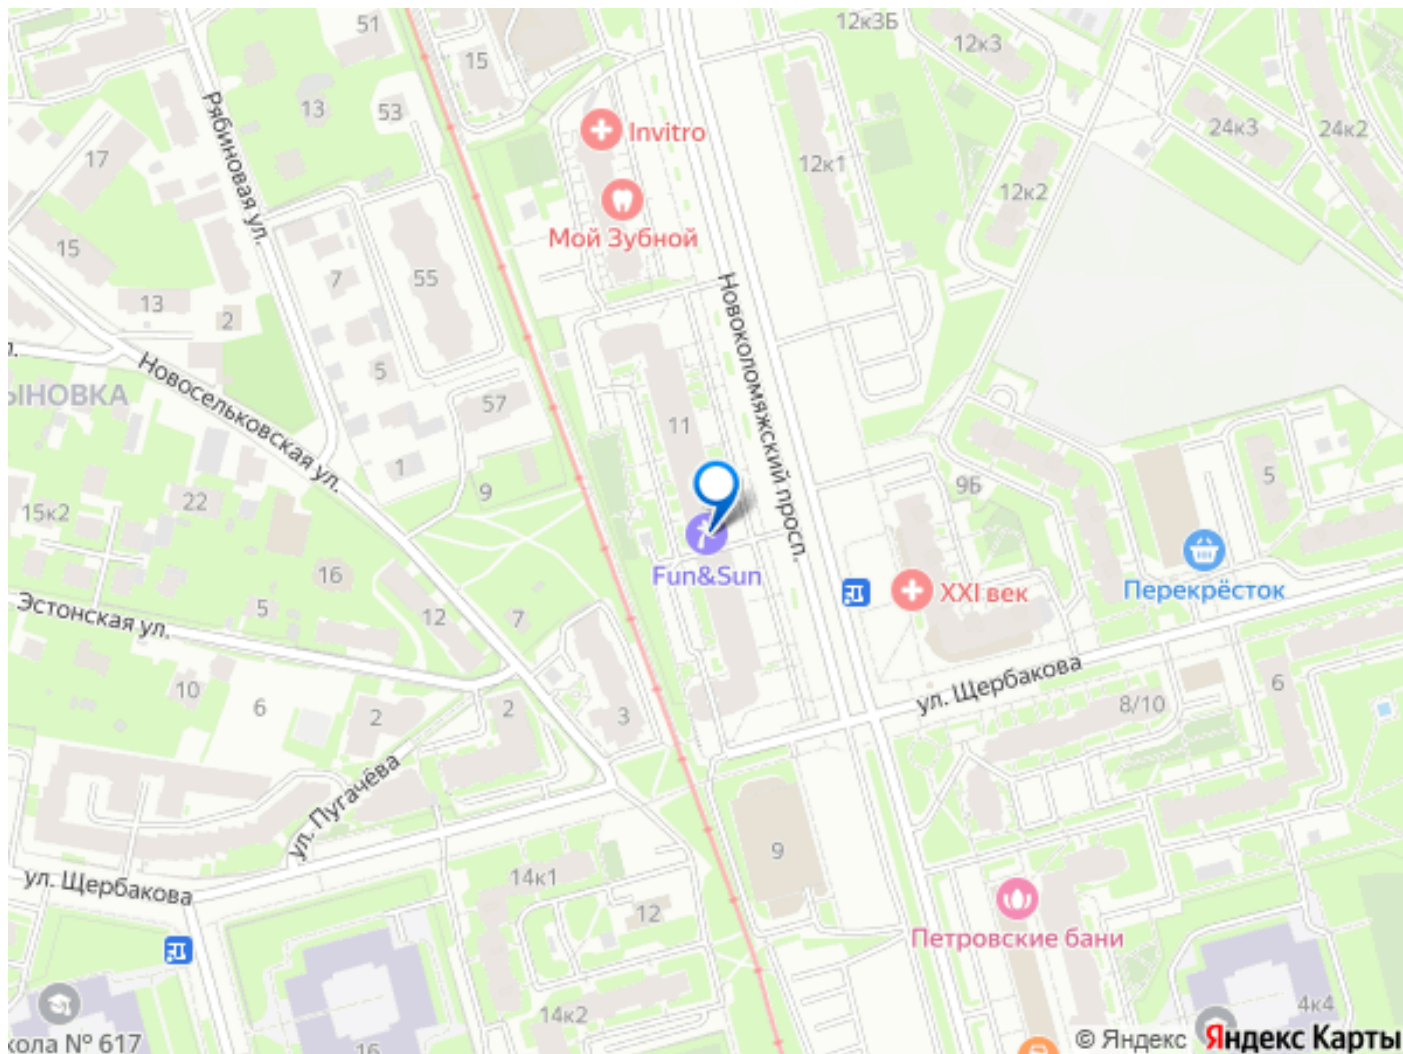 51
12к3Б
12к3
15
Рябиновая ул.
13
53
Invitro
24к3
24к2
17
12к1
12к2
Мой Зубной
15
7
55
Новоколомяжский просп.
13
2
Новосельковская ул.
5
ЫНОВКА
57
11
1
5
9
9Б
22
15к2
Fun&Sun
16
XXI век
Перекрёсток
Эстонская ул.
5
12
7
ул. Щербакова
10
6
2
2
3
8/10
6
ул. Пугачёва
9
ул. Щербакова
14к1
12
Петровские бани
14к2
4к4
кола № 617
16
© Яндекс Яндекс Карты